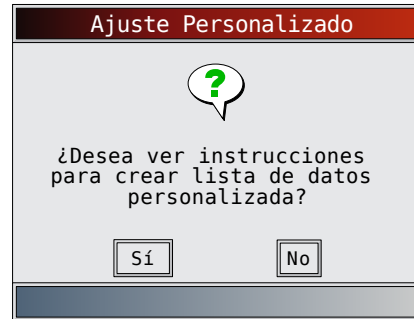 Ajuste Personalizado
?
¿Desea ver instrucciones
para crear lista de datos
personalizada?
Sí No